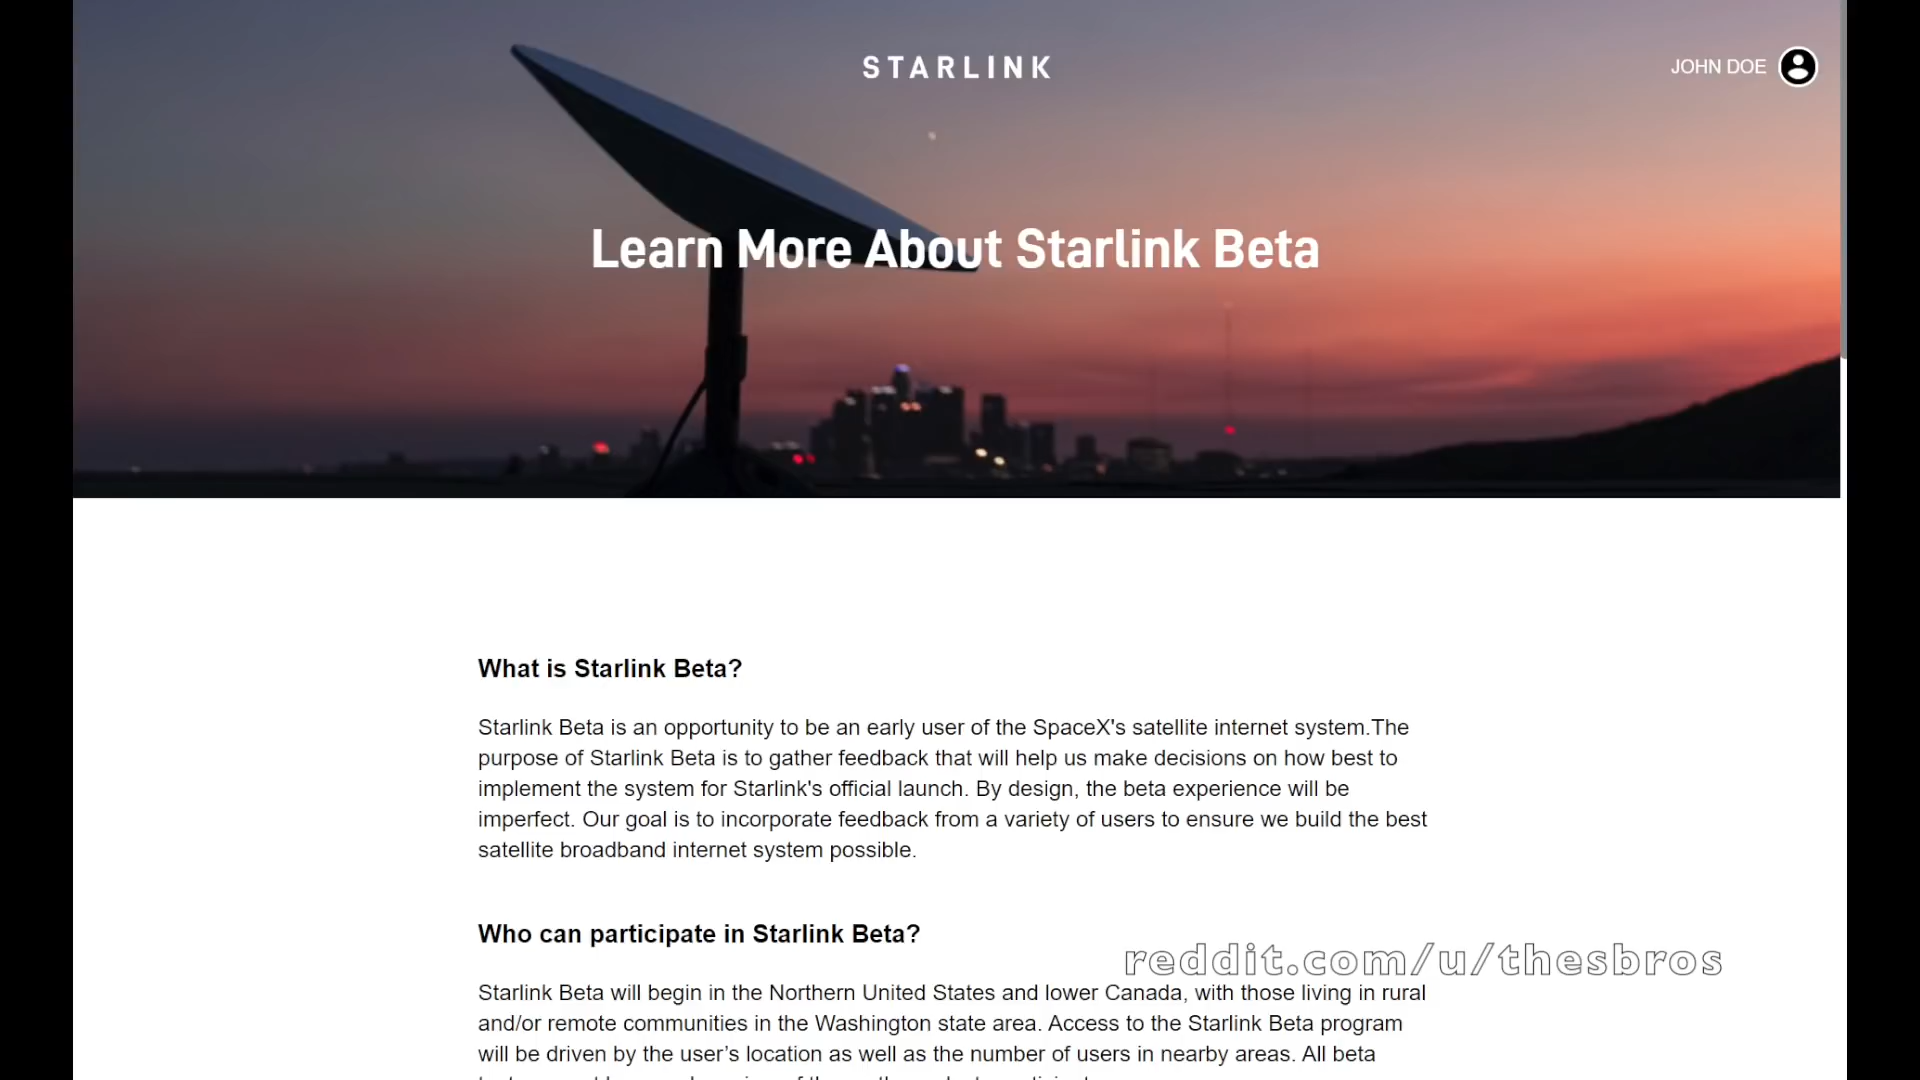 STARLINK
JOHN DOE
Learn More About Starlink Beta
What is Starlink Beta?
Starlink Beta is an opportunity to be an early user of the SpaceX's satellite internet system.The
purpose of Starlink Beta is to gather feedback that will help us make decisions on how best to
implement the system for Starlink's official launch. By design, the beta experience will be
imperfect. Our goal is to incorporate feedback from a variety of users to ensure we build the best
satellite broadband internet system possible.
Who can participate in Starlink Beta?
reddit.com/u/thesbros
Starlink Beta will begin in the Northern United States and lower Canada, with those living in rural
and/or remote communities in the Washington state area. Access to the Starlink Beta program
will be driven by the user’s location as well as the number of users in nearby areas. All beta